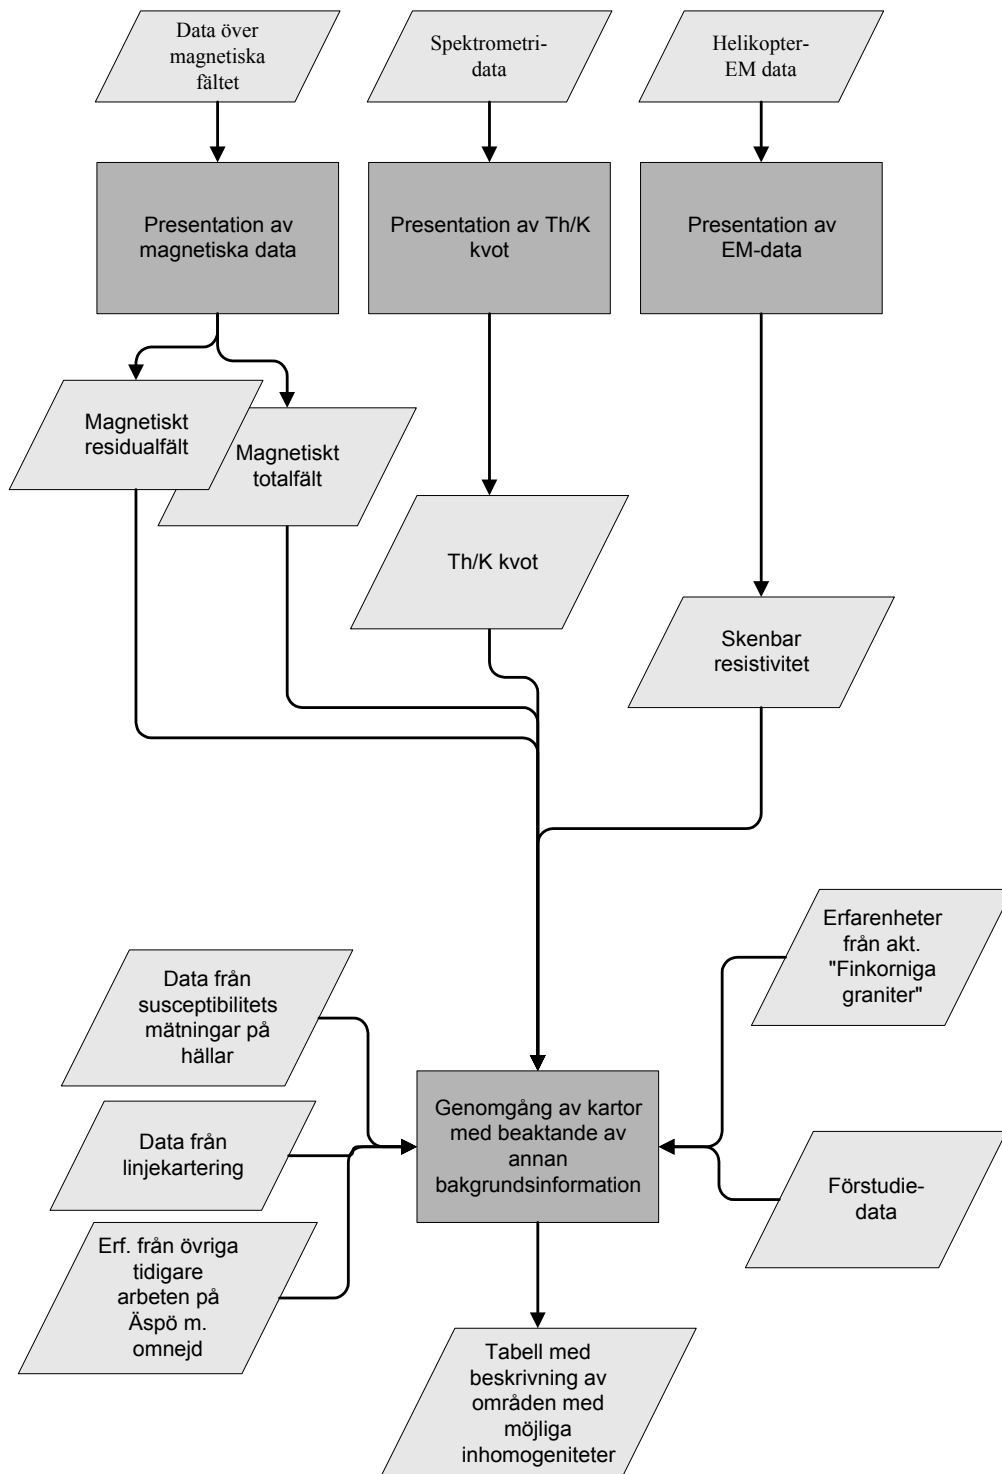 Data över
magnetiska
fältet
Spektrometri-
data
Helikopter-
EM data
Presentation av
magnetiska data
Presentation av Th/K
kvot
Presentation av
EM-data
Magnetiskt
residualfält
Magnetiskt
totalfält
Th/K kvot
Skenbar
resistivitet
Erfarenheter
från akt.
"Finkorniga
graniter"
Data från
susceptibilitets
mätningar på
hällar
Genomgång av kartor
med beaktande av
annan
bakgrundsinformation
Data från
linjekartering
Förstudie-
data
Erf. från övriga
tidigare
arbeten på
Äspö m.
omnejd
Tabell med
beskrivning av
områden med
möjliga
inhomogeniteter